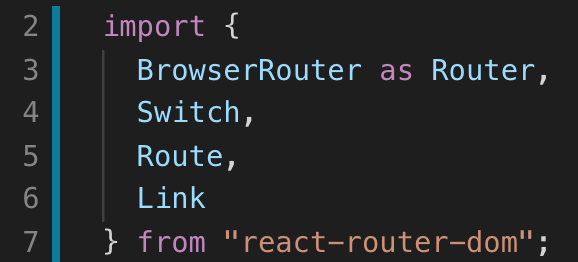 2 import {
3 BrowserRouter as Router,
4 Switch,
5 Route,
6 Link
7 } from "react-router-dom";